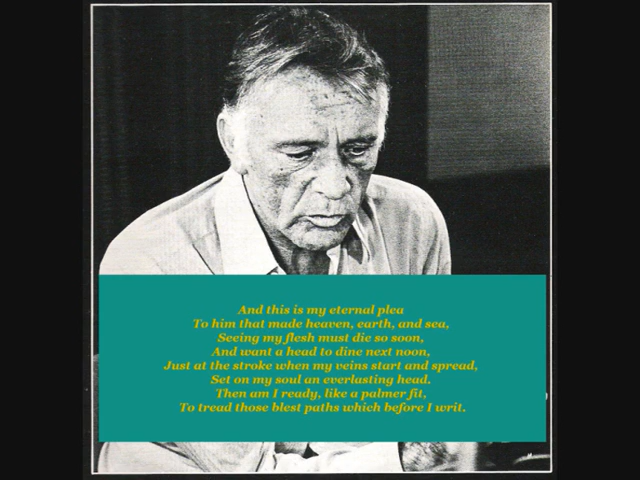 And this is my eternal plea
To him that made heaven, earth, and sea,
Seeing my flesh must die so soon,
And want a head to dine next noon,
Just at the stroke when my veins start and spread,
Set on my soul an everlasting head.
Then am I ready, like a palmer fit,
To tread those blest paths which before I writ.